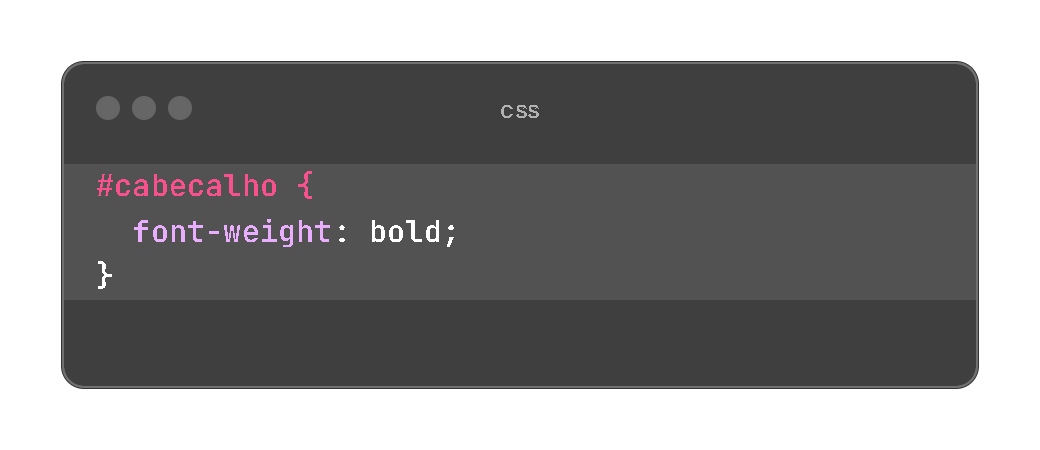 css
#cabecalho {
  font-weight: bold;
}